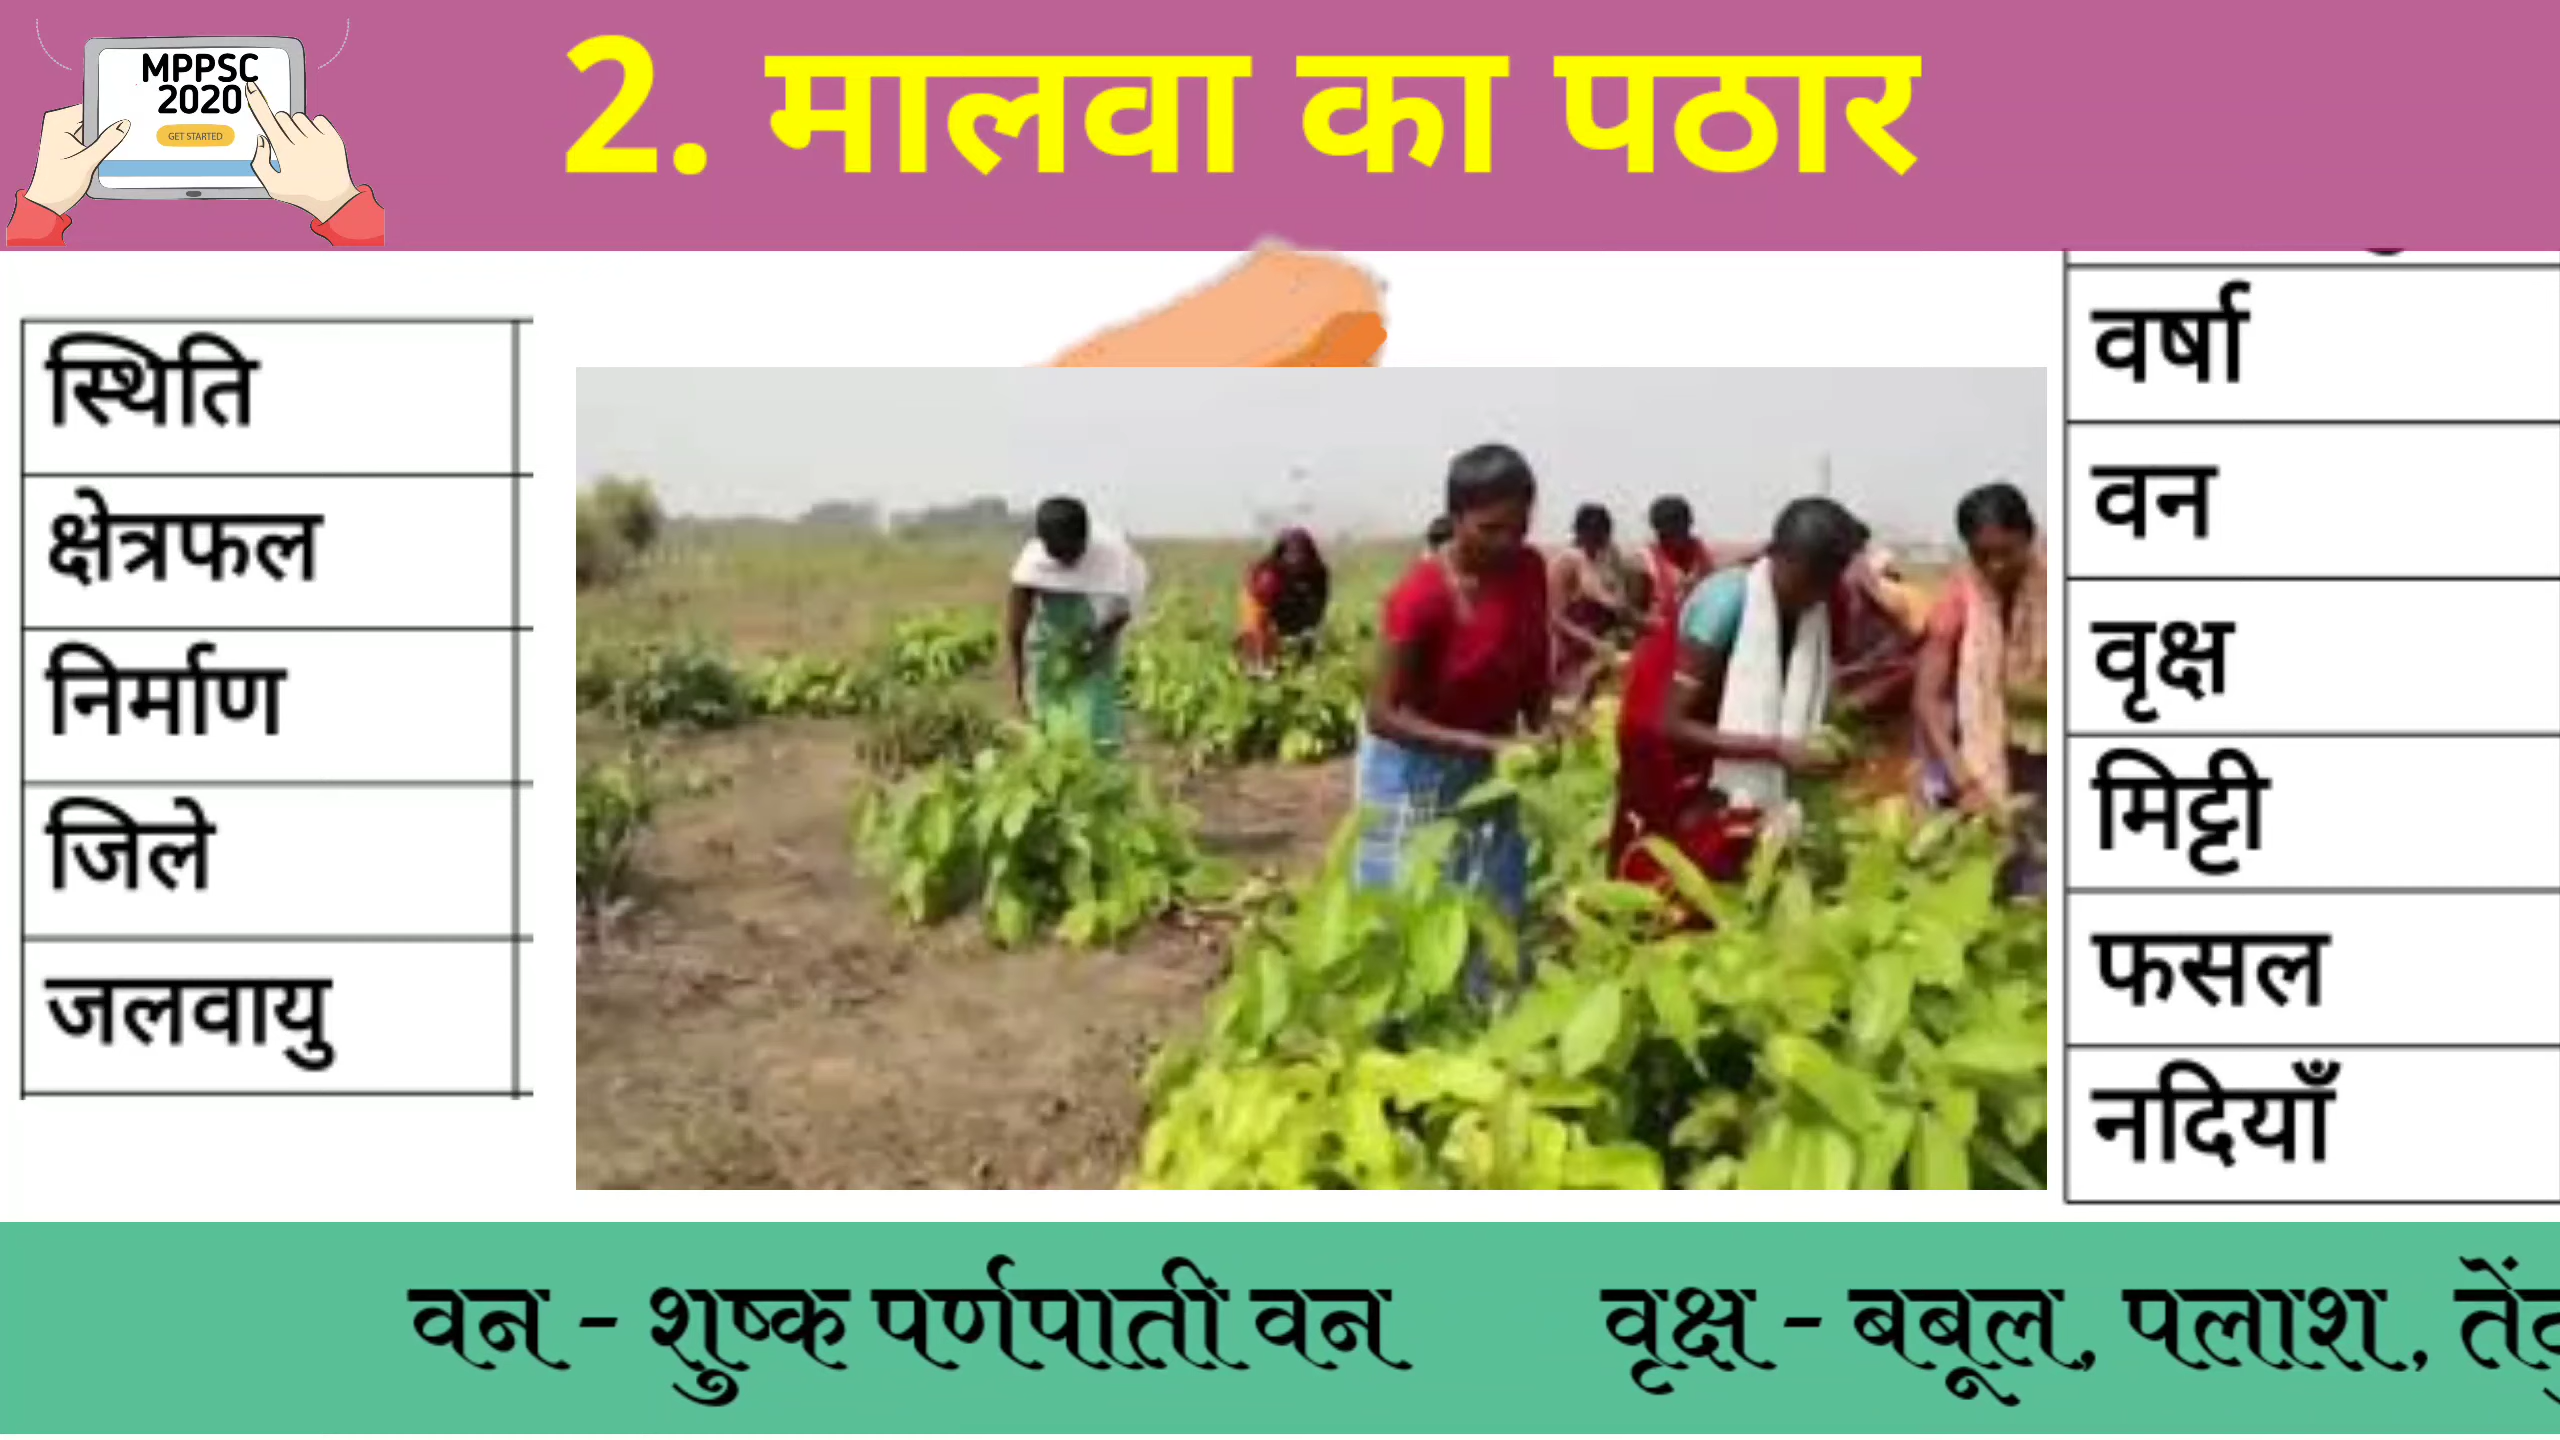 MPPSC
2020
GET STARTED
2. मालवा का पठार
स्थिति
क्षेत्रफल
निर्माण
जिले
जलवायु
वर्षा
वन
वृक्ष
मिट्टी
फसल
नदियाँ
वन - शुष्क पर्णपाती वन वृक्ष - बबूल, पलाश,